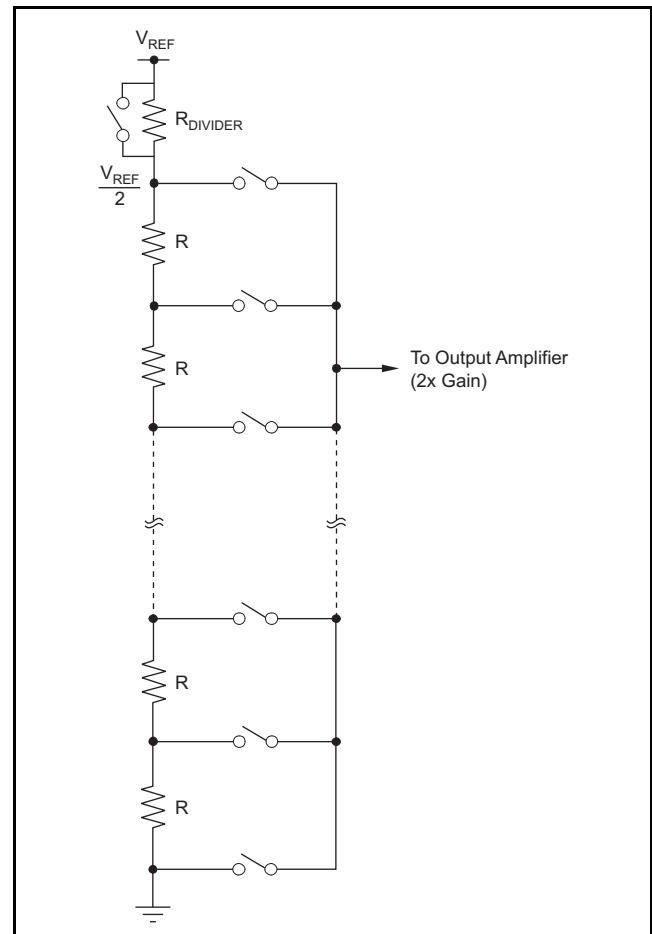 VREF
RDIVIDER
VREF
2
R
R
To Output Amplifier
(2x Gain)
R
R